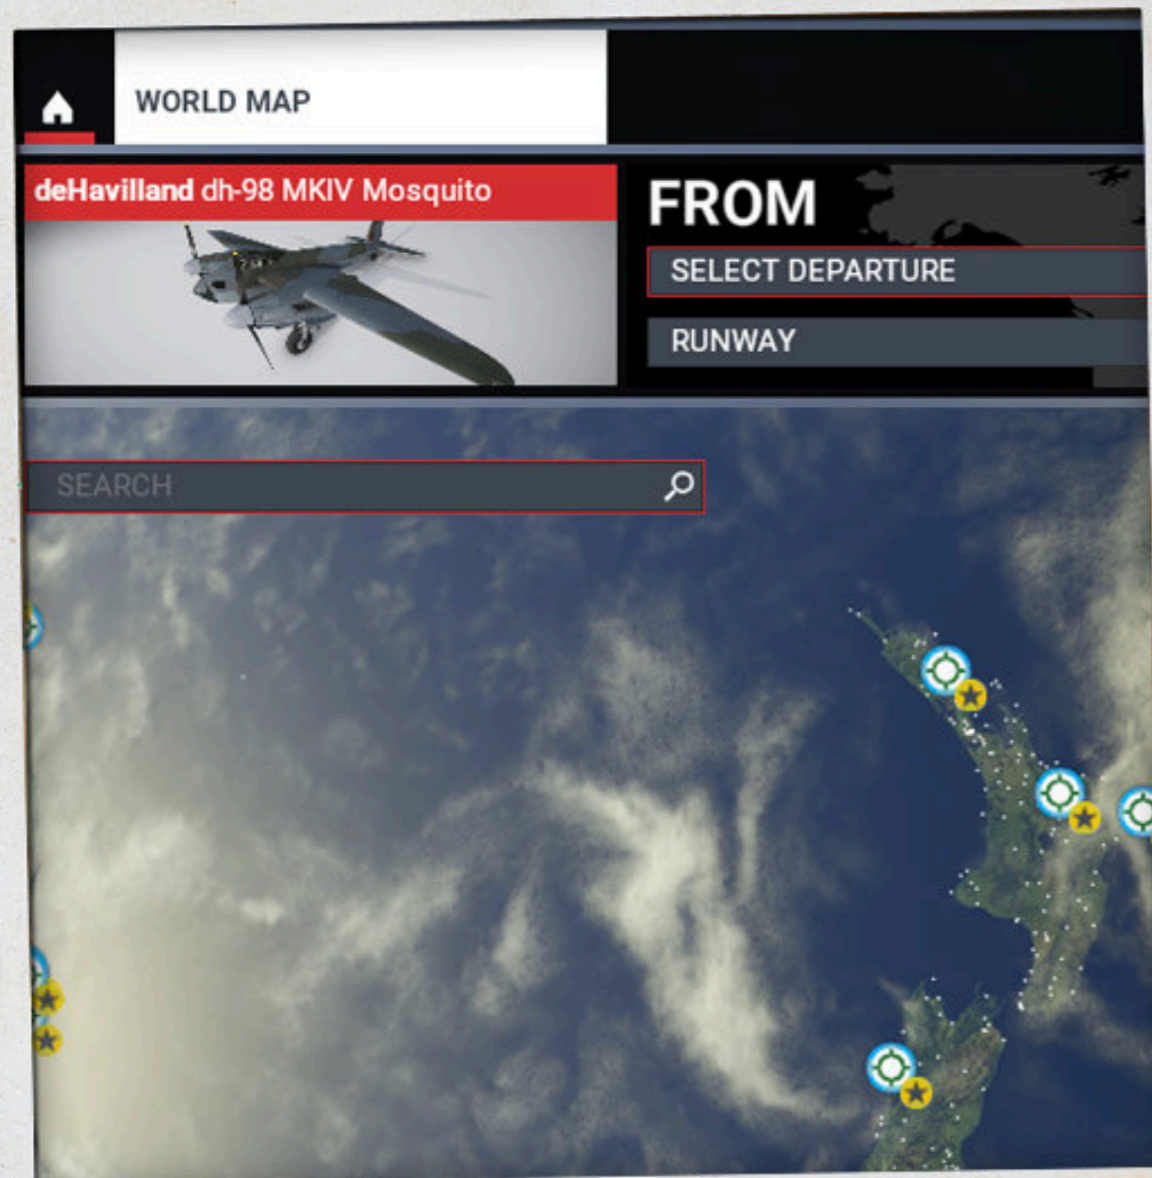 WORLD MAP
deHavilland dh-98 MKIV Mosquito
FROM
SELECT DEPARTURE
RUNWAY
SEARCH